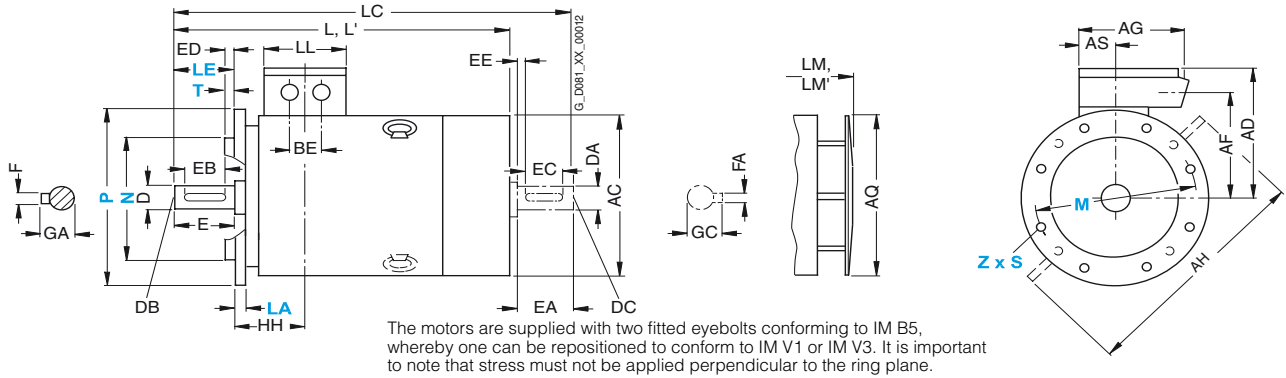 LC
L, L'
ED
LL
LE
T
EE
G_D081_XX_00012
BE
F
P
N
D
EB
E
GA
DB
LA
HH
EC
DA
AC
EA
DC
LM,
LM'
FA
GC
AQ
AG
AS
AF
AD
M
Z x S
AH
The motors are supplied with two fitted eyebolts conforming to IM B5,
whereby one can be repositioned to conform to IM V1 or IM V3. It is important
to note that stress must not be applied perpendicular to the ring plane.